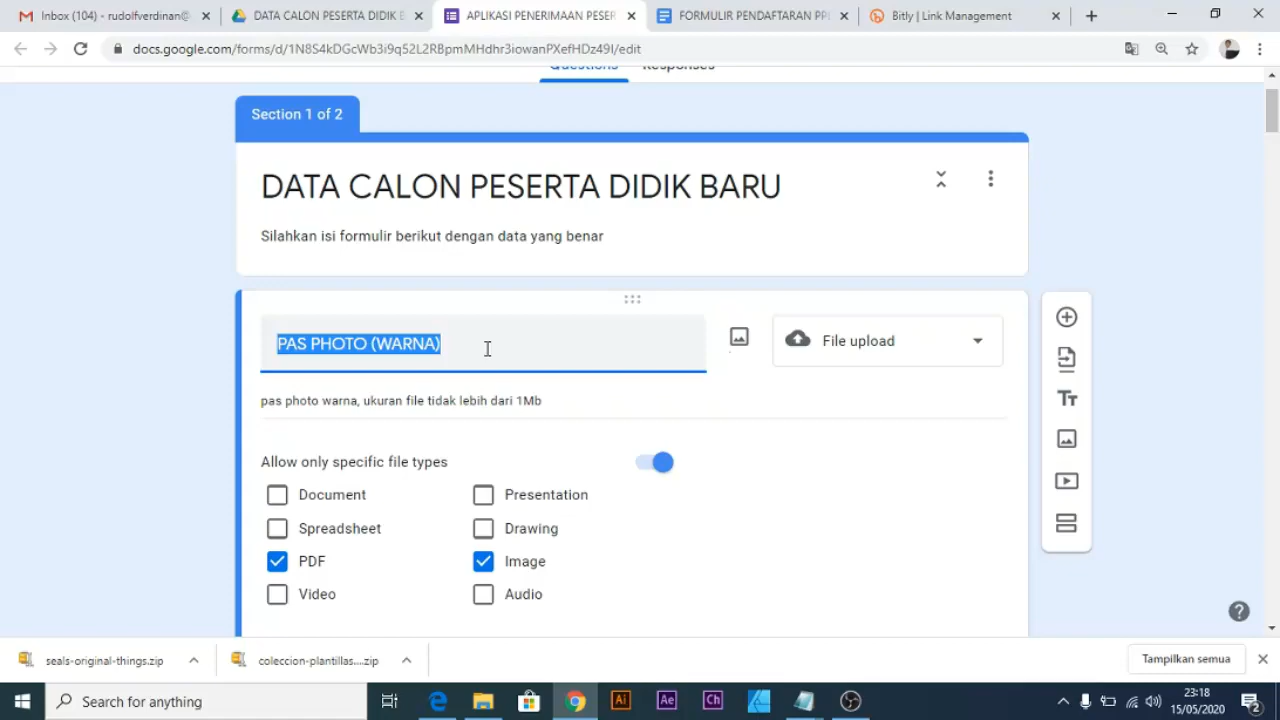 Inbox (104) - rudolfverdinan@
DATA CALON PESERTA DIDIK B
APLIKASI PENERIMAAN PESER
FORMULIR PENDAFTARAN PP
Bitly | Link Management
docs.google.com/forms/d/1N8S4kDGcWb3i9q52L2RBpmMHdhr3iowanPXefHDz49I/edit
Questions
Responses
Section 1 of 2
DATA CALON PESERTA DIDIK BARU
Silahkan isi formulir berikut dengan data yang benar
PAS PHOTO (WARNA)
File upload
pas photo warna, ukuran file tidak lebih dari 1Mb
Allow only specific file types
Document
Presentation
Spreadsheet
Drawing
PDF
Image
Video
Audio
seals-original-things.zip
coleccion-plantillas....zip
Tampilkan semua
Search for anything
Ai
Ae
Ch
23:18
15/05/2020
2